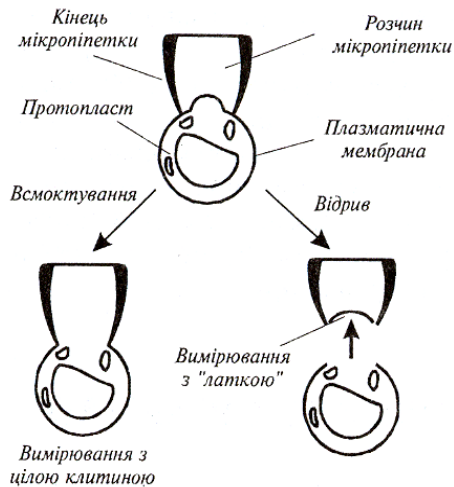 Кінець
мікропіпетки
Розчин
мікропіпетки
Протопласт
Плазматична
мембрана
Всмоктування
Відрив
Вимірювання
з "латкою"
Вимірювання з
цілою клитиною